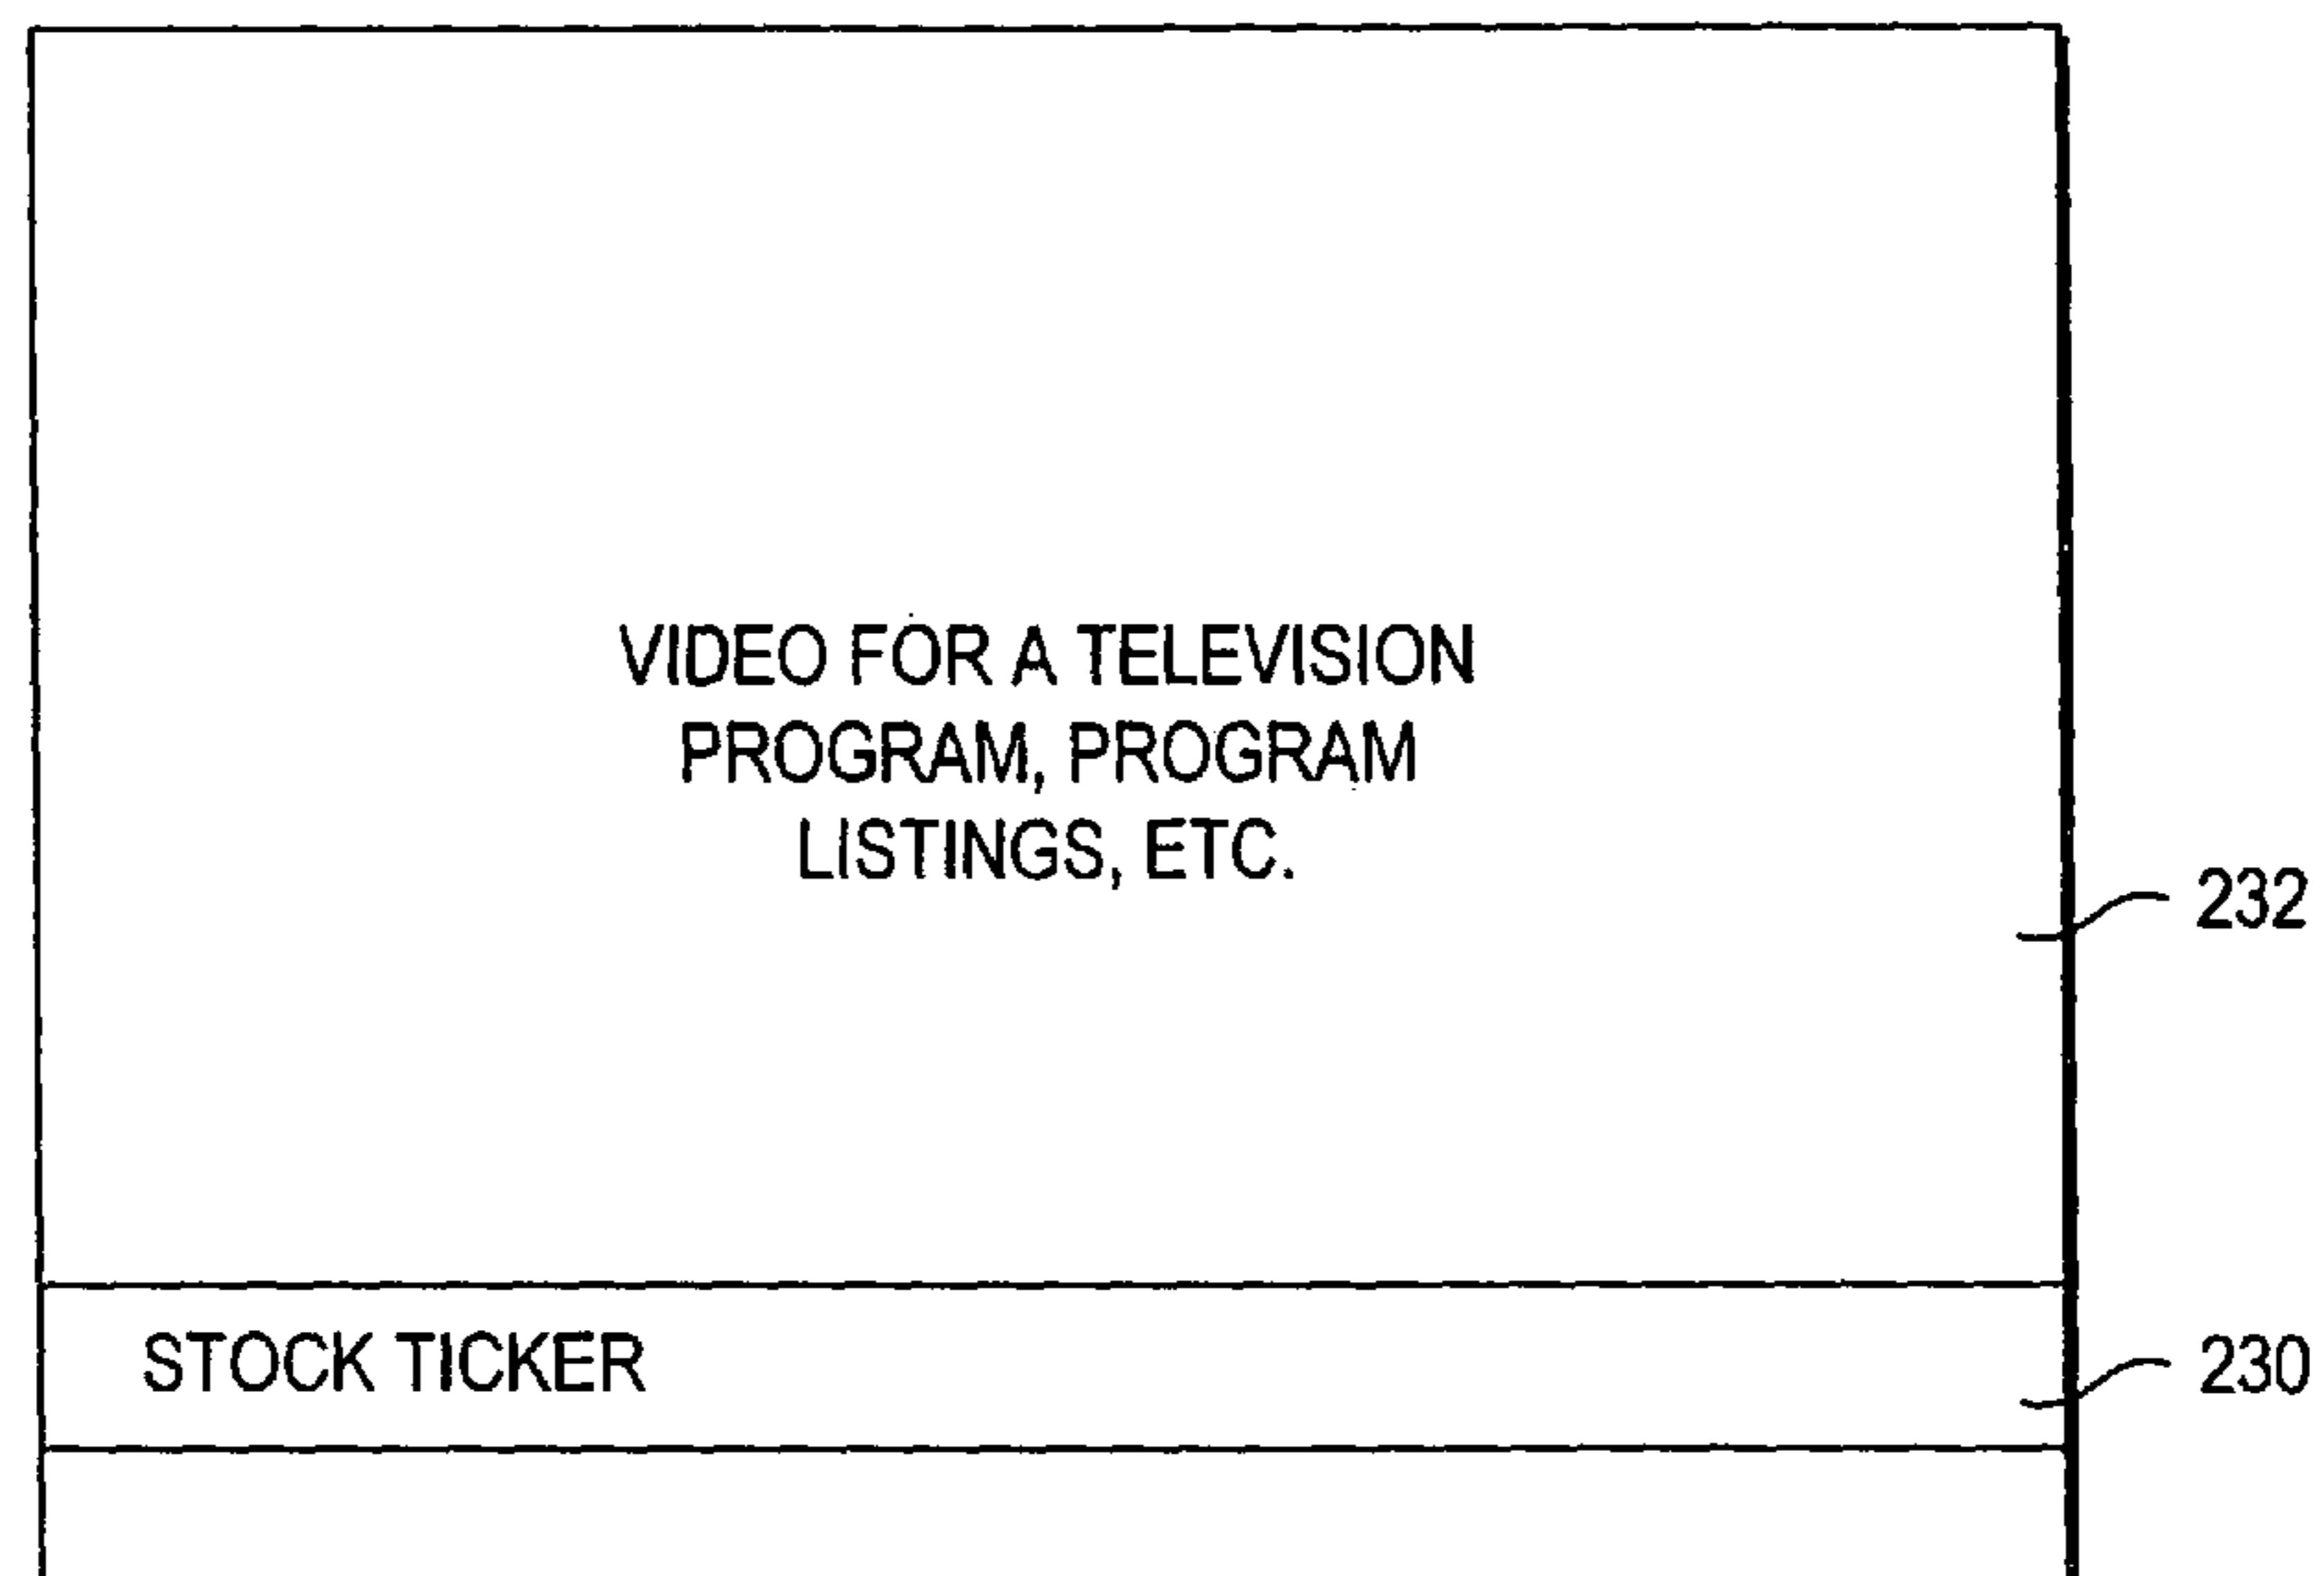 VIDEO FOR A TELEVISION
PROGRAM, PROGRAM
LISTINGS, ETC.
232
STOCK TICKER
230